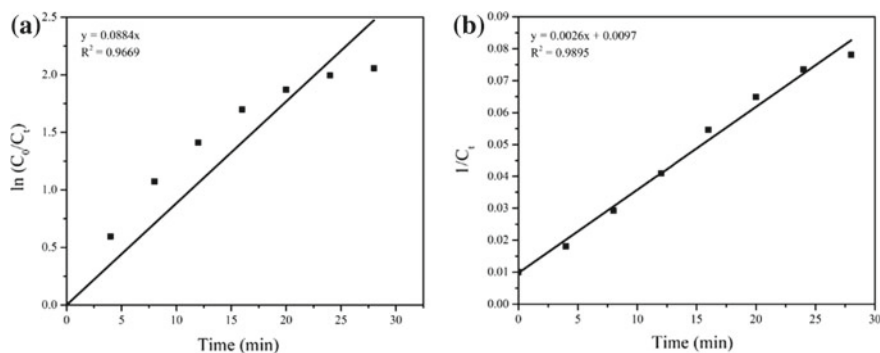 (a)
y = 0.0884x
R² = 0.9669
2.5
2.0
1.5
1.0
0.5
0.0
ln (C₀/Cₜ)
0 5 10 15 20 25 30
Time (min)
(b)
y = 0.0026x + 0.0097
R² = 0.9895
0.09
0.08
0.07
0.06
0.05
0.04
0.03
0.02
0.01
0.00
1/Cₜ
0 5 10 15 20 25 30
Time (min)